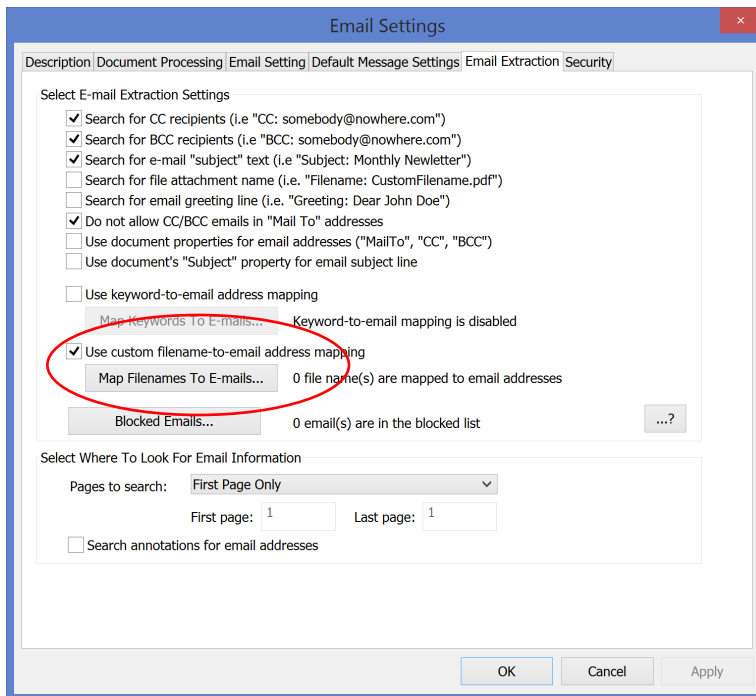 Email Settings
×
Description Document Processing Email Setting Default Message Settings Email Extraction Security
Select E-mail Extraction Settings
Search for CC recipients (i.e "CC: somebody@nowhere.com")
Search for BCC recipients (i.e "BCC: somebody@nowhere.com")
Search for e-mail "subject" text (i.e "Subject: Monthly Newletter")
Search for file attachment name (i.e. "Filename: CustomFilename.pdf")
Search for email greeting line (i.e. "Greeting: Dear John Doe")
Do not allow CC/BCC emails in "Mail To" addresses
Use document properties for email addresses ("MailTo", "CC", "BCC")
Use document's "Subject" property for email subject line
Use keyword-to-email address mapping
Map Keywords To E-mails... Keyword-to-email mapping is disabled
Use custom filename-to-email address mapping
Map Filenames To E-mails... 0 file name(s) are mapped to email addresses
Blocked Emails... 0 email(s) are in the blocked list ...?
Select Where To Look For Email Information
Pages to search: First Page Only
First page: 1 Last page: 1
Search annotations for email addresses
OK Cancel Apply